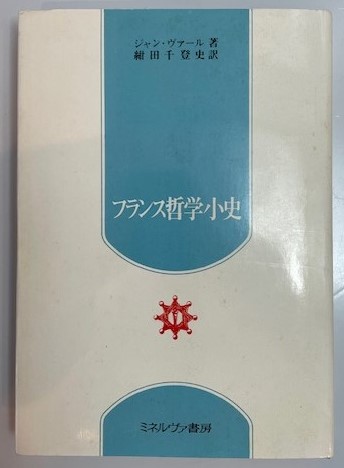 ジャン・ヴァール 著
紺田千登史 訳
フランス哲学小史
ミネルヴァ書房